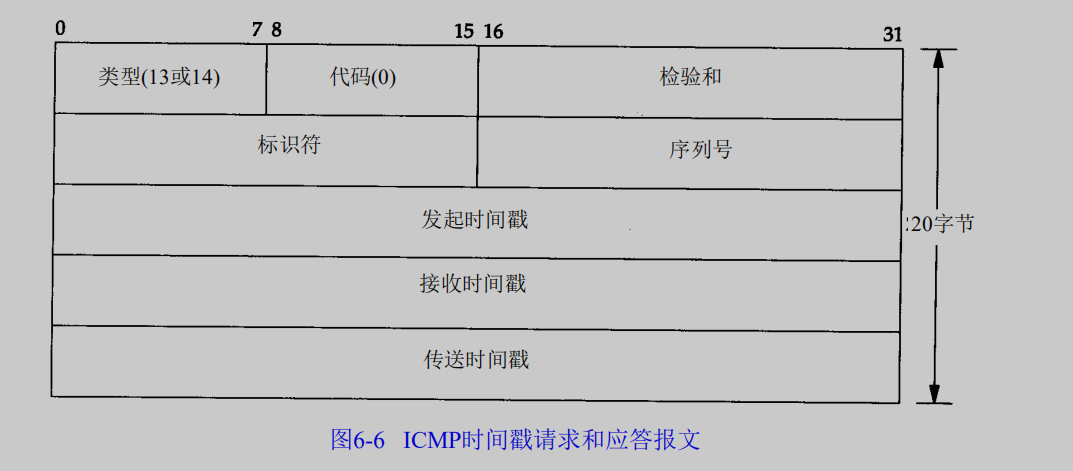 0 7 8 15 16 31
类型(13或14) 代码(0) 检验和
标识符 序列号
发起时间戳
20字节
接收时间戳
传送时间戳
图6-6 ICMP时间戳请求和应答报文